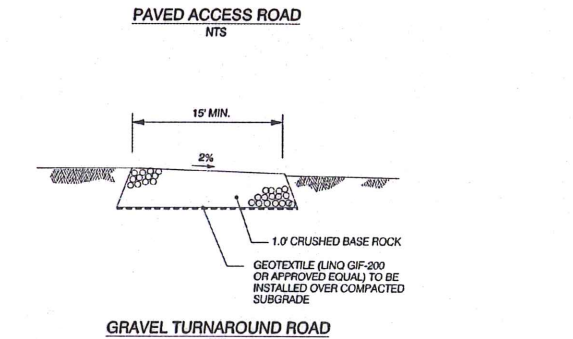 PAVED ACCESS ROAD
NTS
15' MIN.
2%
1.0' CRUSHED BASE ROCK
GEOTEXTILE (LINQ GIF-200
OR APPROVED EQUAL) TO BE
INSTALLED OVER COMPACTED
SUBGRADE
GRAVEL TURNAROUND ROAD